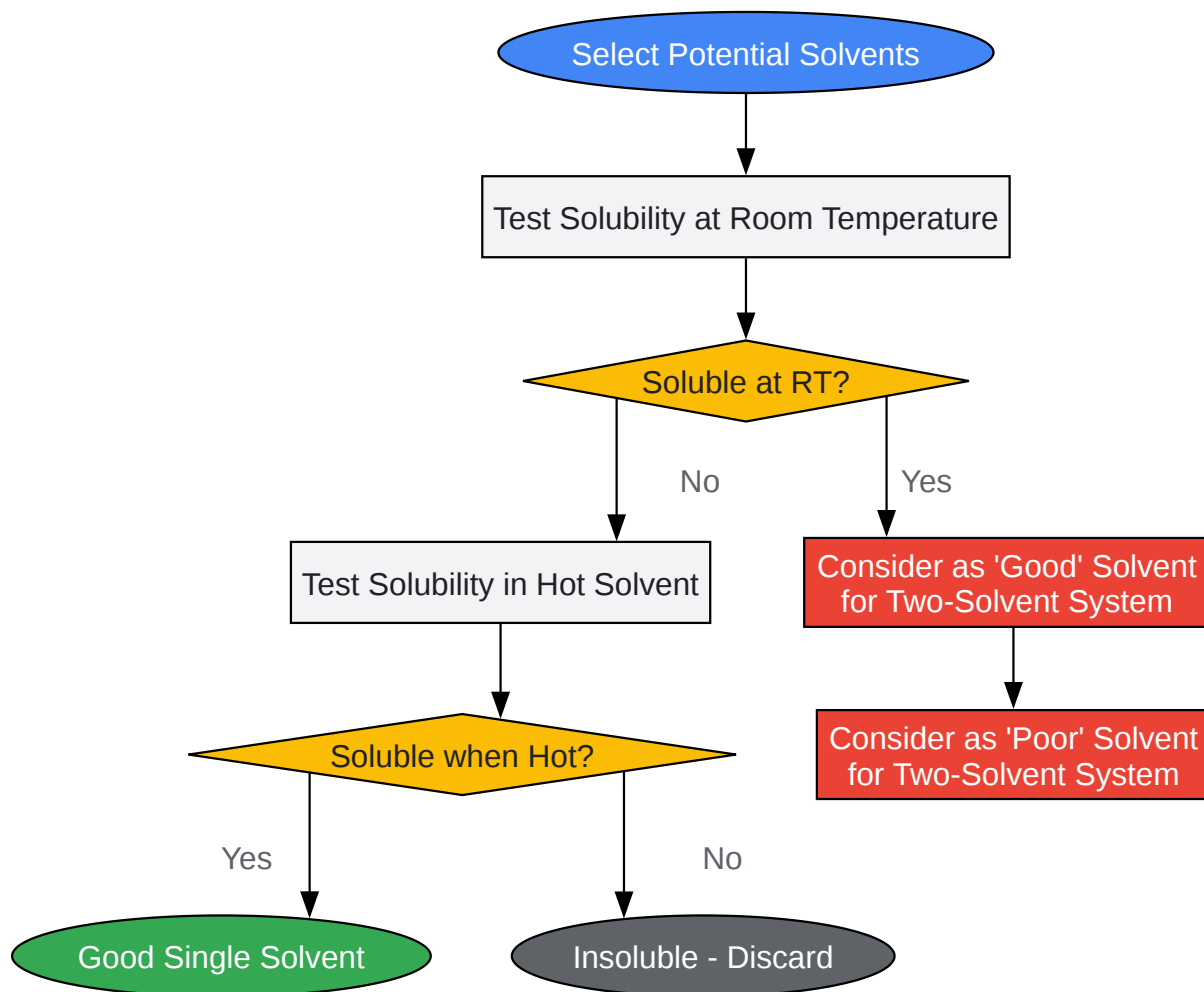 Select Potential Solvents
Test Solubility at Room Temperature
Soluble at RT?
No
Yes
Test Solubility in Hot Solvent
Consider as 'Good' Solvent
for Two-Solvent System
Soluble when Hot?
Consider as 'Poor' Solvent
for Two-Solvent System
Yes
No
Good Single Solvent
Insoluble - Discard